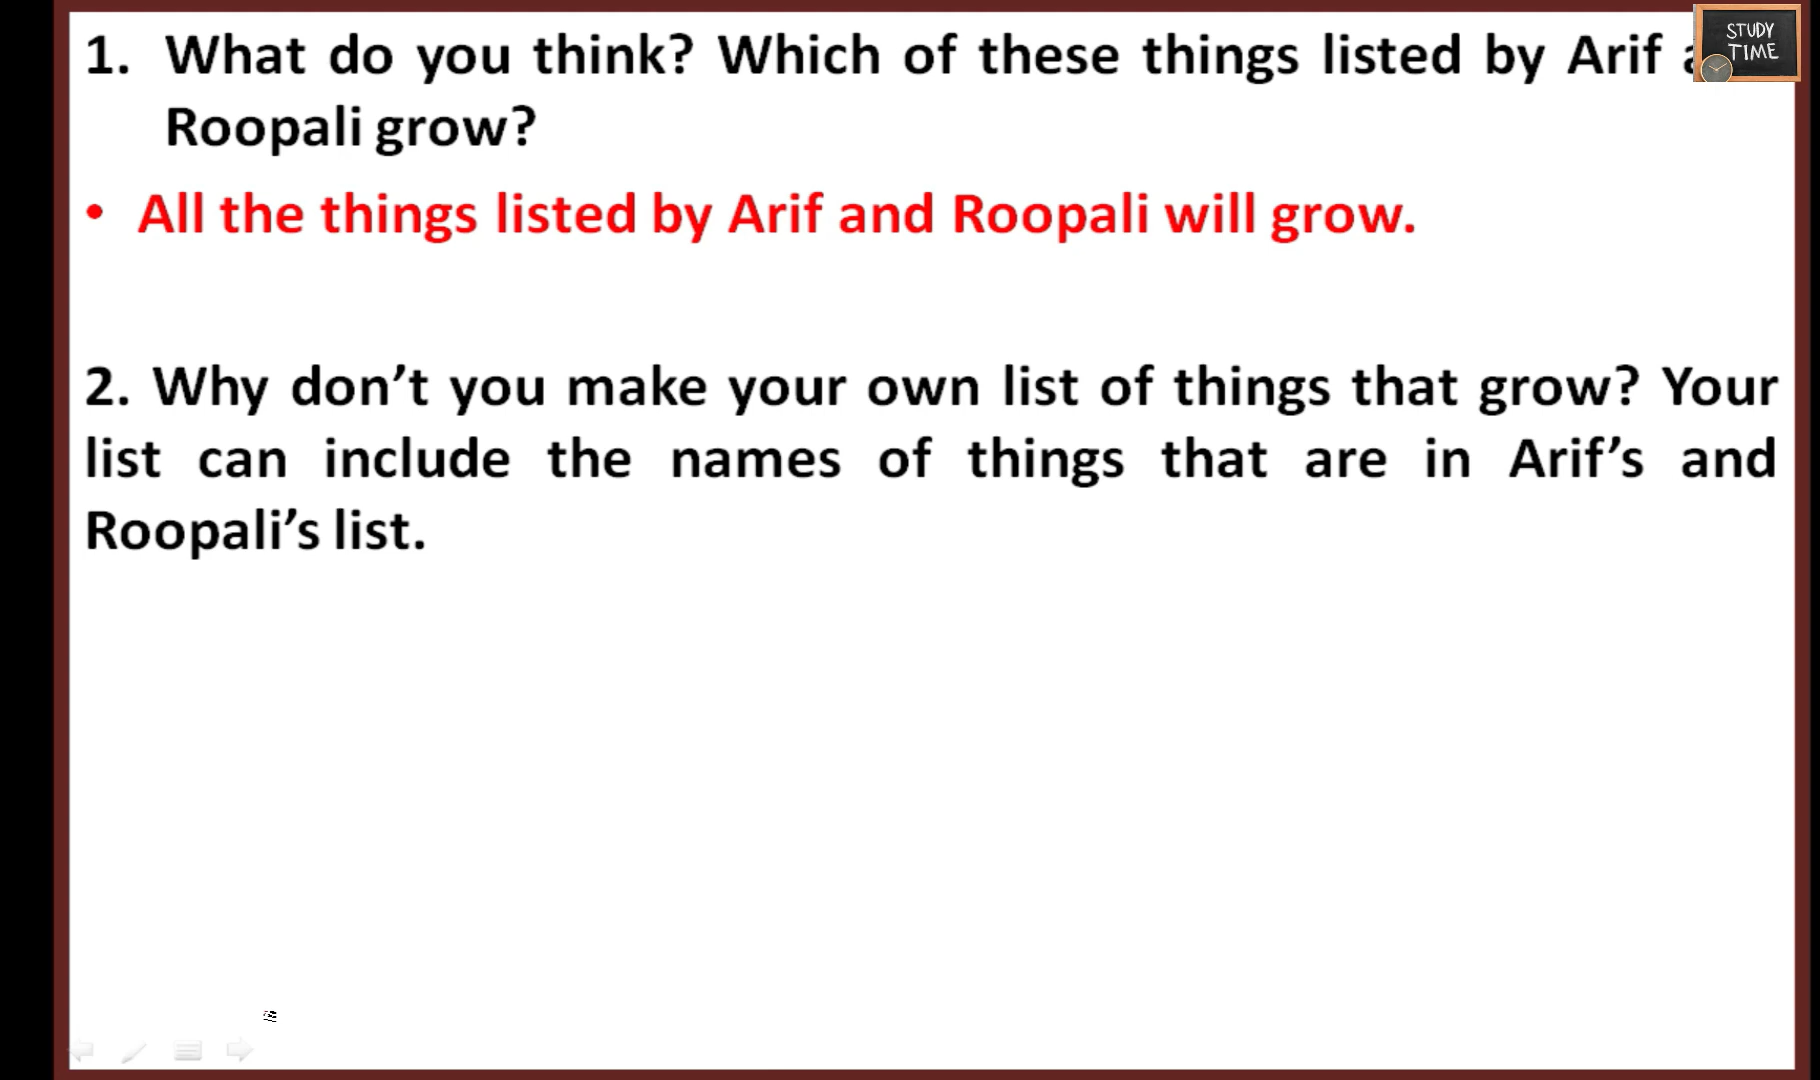 1. What do you think? Which of these things listed by Arif
Roopali grow?
• All the things listed by Arif and Roopali will grow.
2. Why don’t you make your own list of things that grow? Your
list can include the names of things that are in Arif’s and
Roopali’s list.
STUDY
TIME